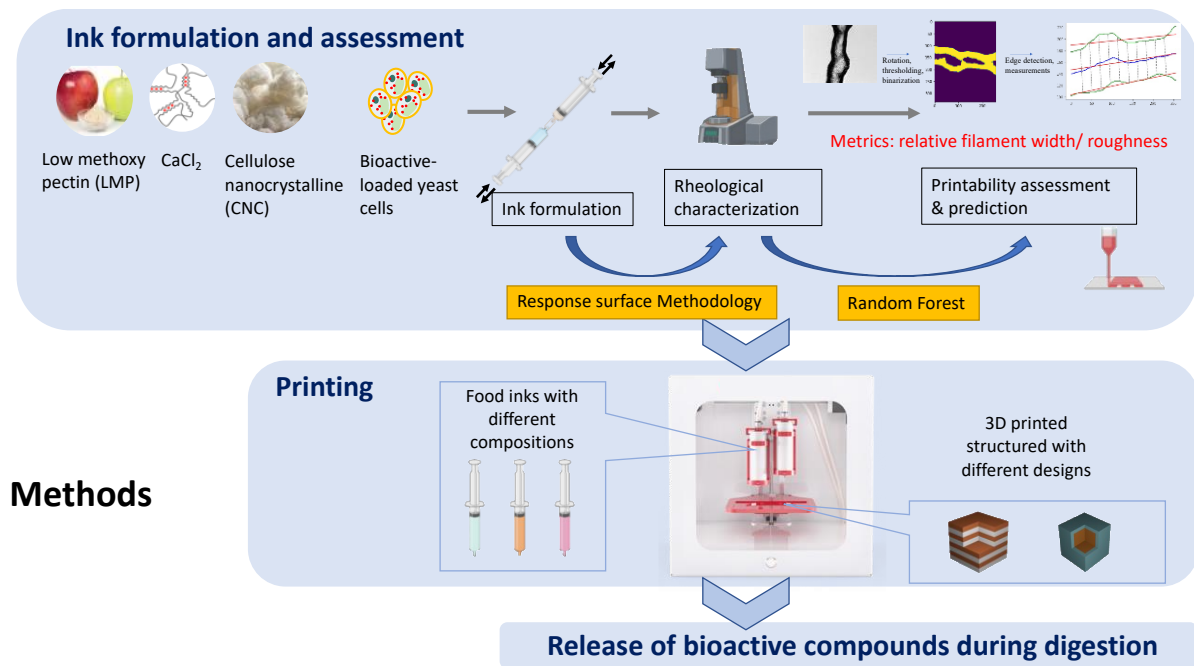 Ink formulation and assessment
Low methoxy
pectin (LMP)
CaCl₂
Cellulose
nanocrystalline
(CNC)
Bioactive-
loaded yeast
cells
Rotation,
thresholding,
binarization
Edge detection,
measurements
Metrics: relative filament width/ roughness
Ink formulation
Rheological
characterization
Printability assessment
& prediction
Response surface Methodology
Random Forest
Printing
Food inks with
different
compositions
3D printed
structured with
different designs
Methods
Release of bioactive compounds during digestion